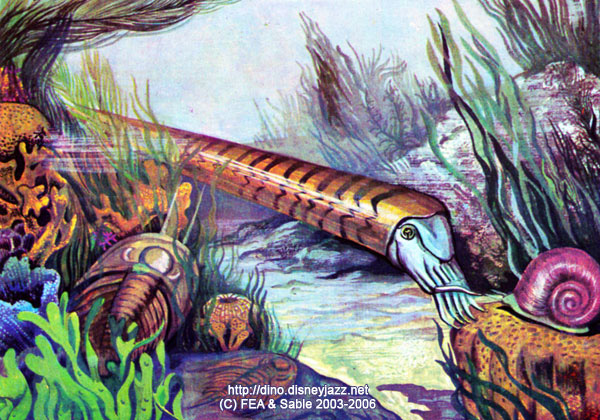 http://dino.disneyjazz.net
(C) FEA & Sable 2003-2006